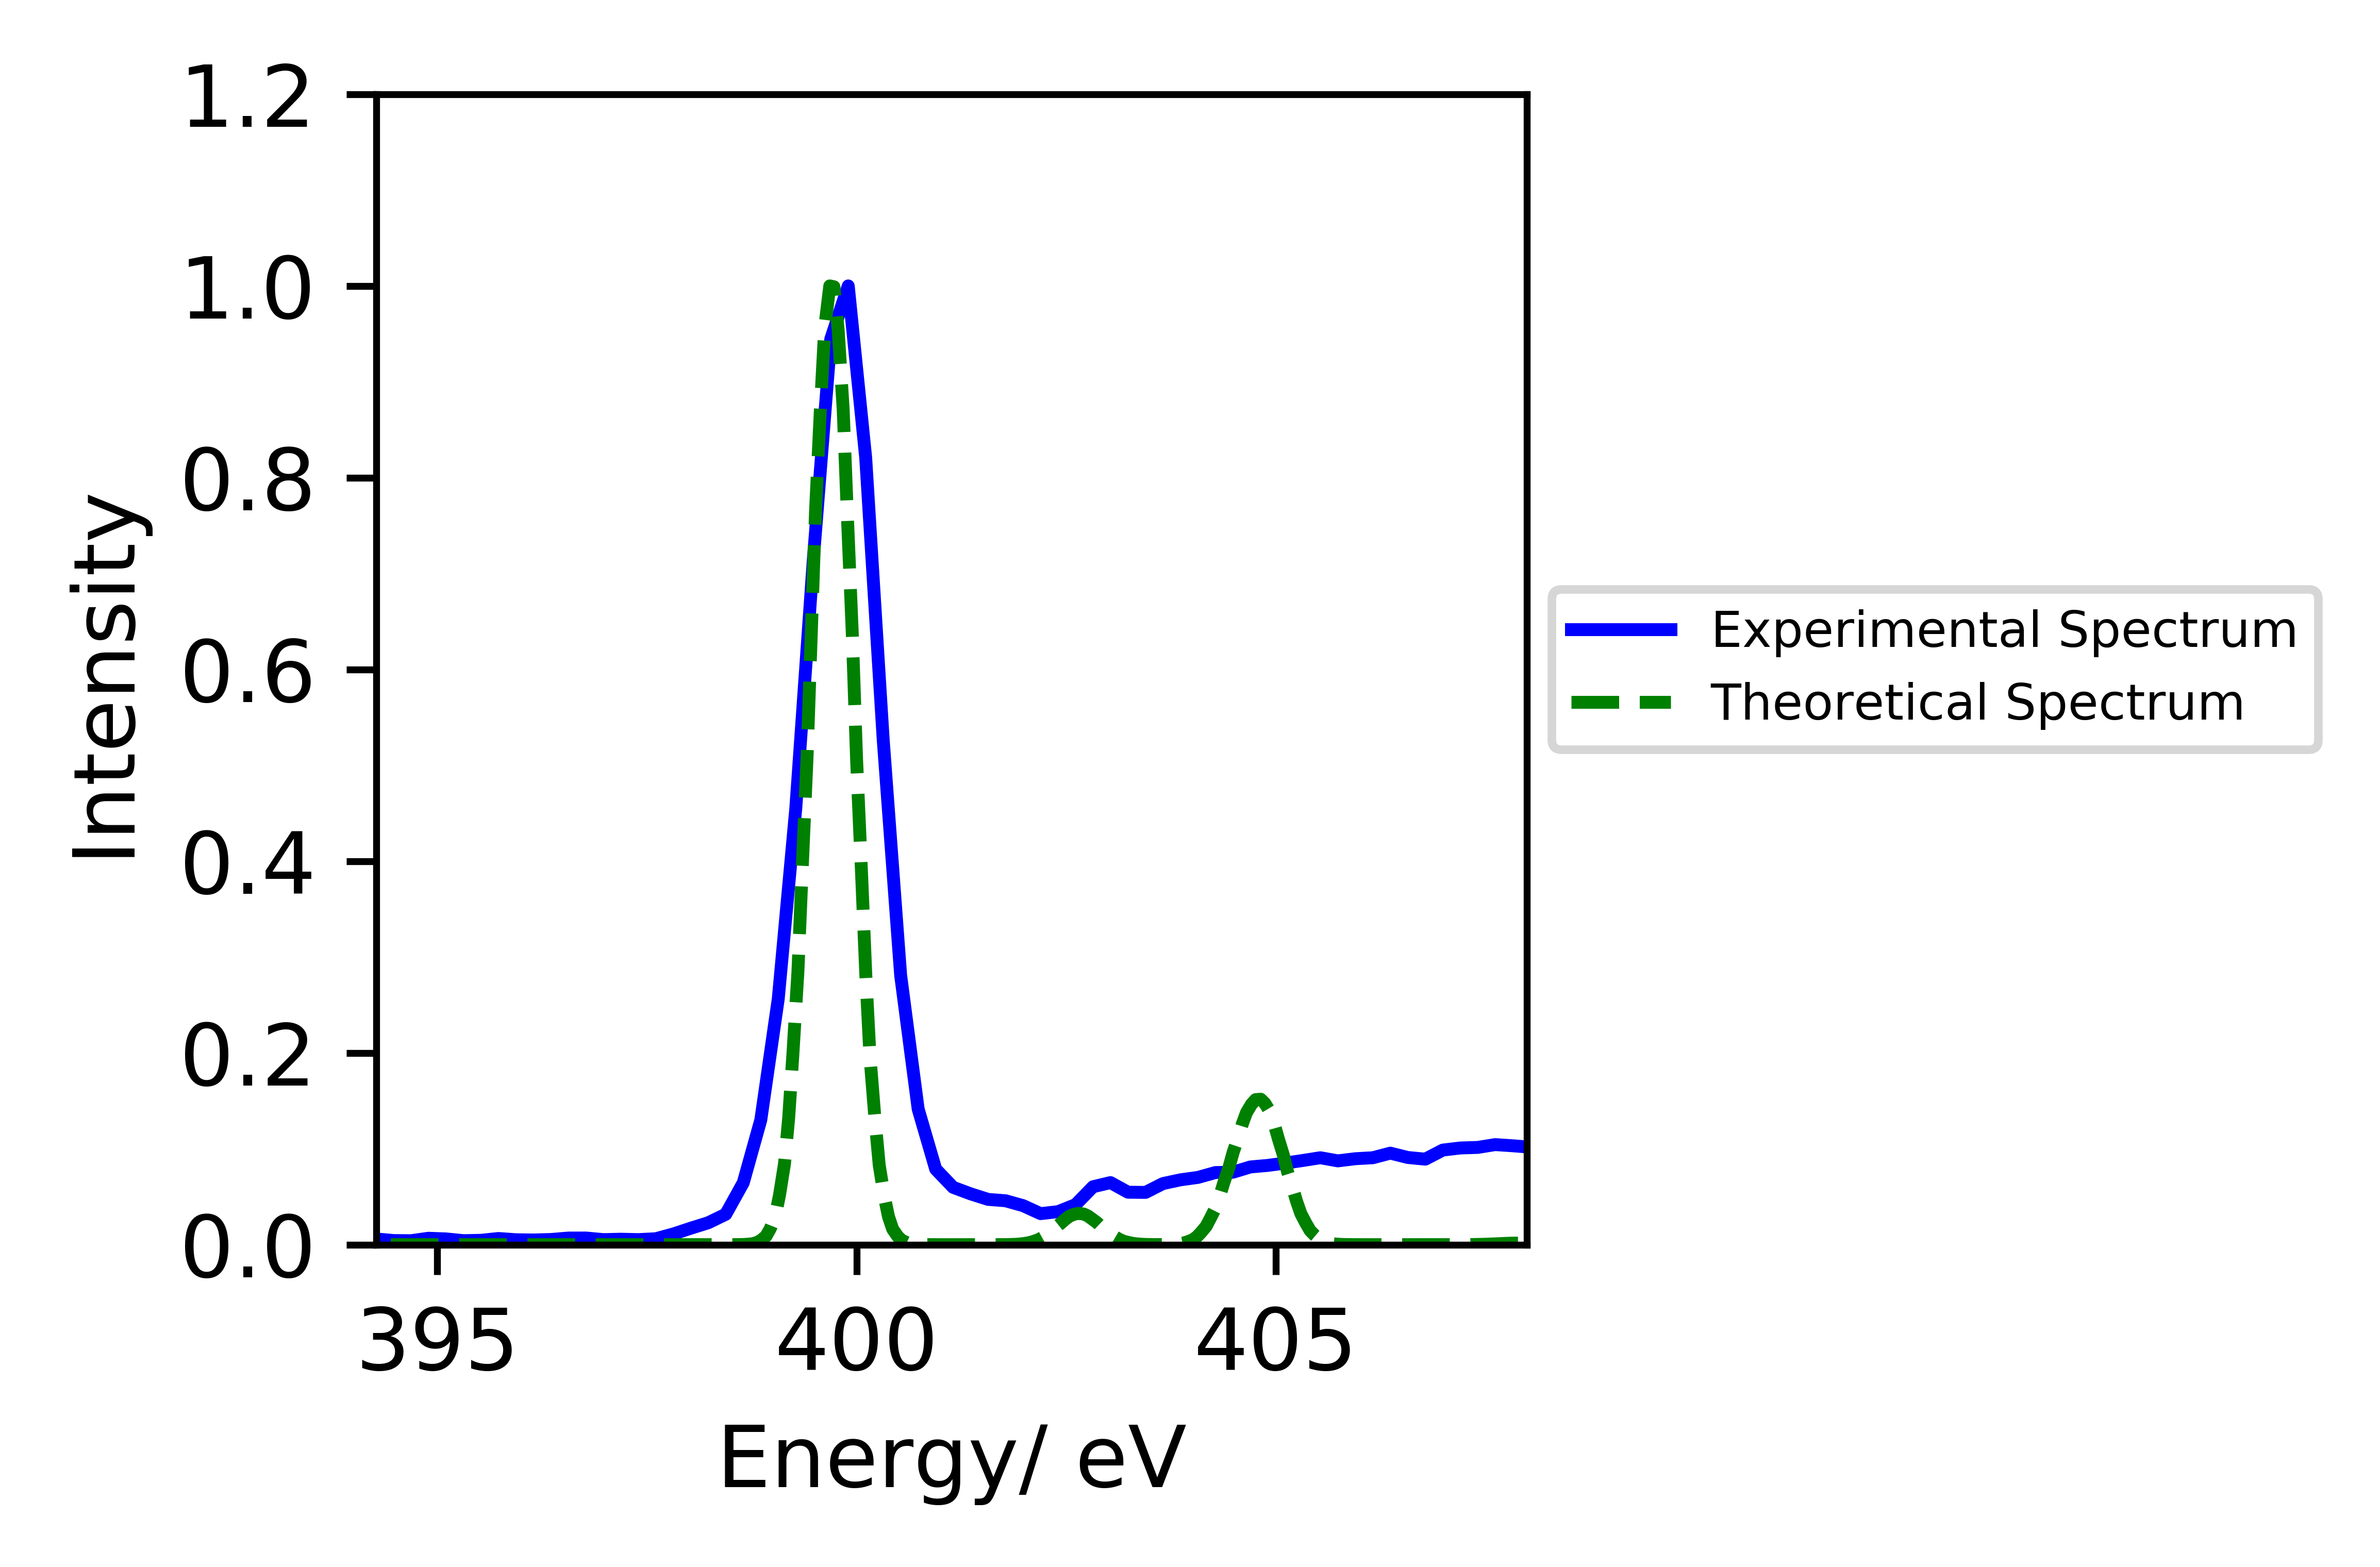 1.2
1.0
0.8
0.6
0.4
0.2
0.0
Intensity
395 400 405
Energy/ eV
Experimental Spectrum
Theoretical Spectrum